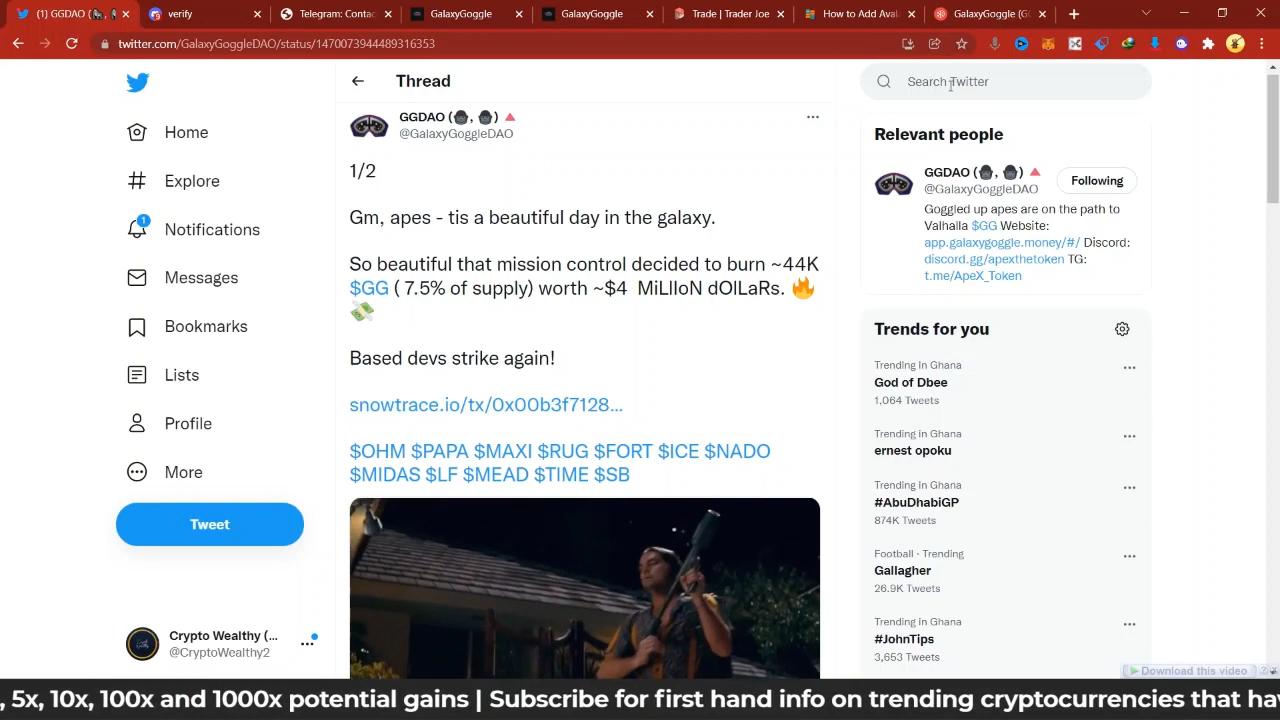 (1) GGDAO (
verify
Telegram: Contac
GalaxyGoggle
GalaxyGoggle
Trade | Trader Joe
How to Add Avala
GalaxyGoggle (GG
twitter.com/GalaxyGoggleDAO/status/1470073944489316353
Home
Explore
Notifications
1
Messages
Bookmarks
Lists
Profile
More
Tweet
Crypto Wealthy (...
@CryptoWealthy2
Thread
GGDAO (🦍, 🦍) 🔺
@GalaxyGoggleDAO
1/2
Gm, apes - tis a beautiful day in the galaxy.
So beautiful that mission control decided to burn ~44K
$GG ( 7.5% of supply) worth ~$4 MiLlIoN dOlLaRs. 🔥
💸
Based devs strike again!
snowtrace.io/tx/0x00b3f7128...
$OHM $PAPA $MAXI $RUG $FORT $ICE $NADO
$MIDAS $LF $MEAD $TIME $SB
Search Twitter
Relevant people
GGDAO (🦍, 🦍) 🔺
@GalaxyGoggleDAO
Following
Goggled up apes are on the path to
Valhalla $GG Website:
app.galaxygoggle.money/#/ Discord:
discord.gg/apexthetoken TG:
t.me/ApeX_Token
Trends for you
Trending in Ghana
God of Dbee
1,064 Tweets
Trending in Ghana
ernest opoku
Trending in Ghana
#AbuDhabiGP
874K Tweets
Football · Trending
Gallagher
26.9K Tweets
Trending in Ghana
#JohnTips
3,653 Tweets
Download this video
, 5x, 10x, 100x and 1000x potential gains | Subscribe for first hand info on trending cryptocurrencies that ha